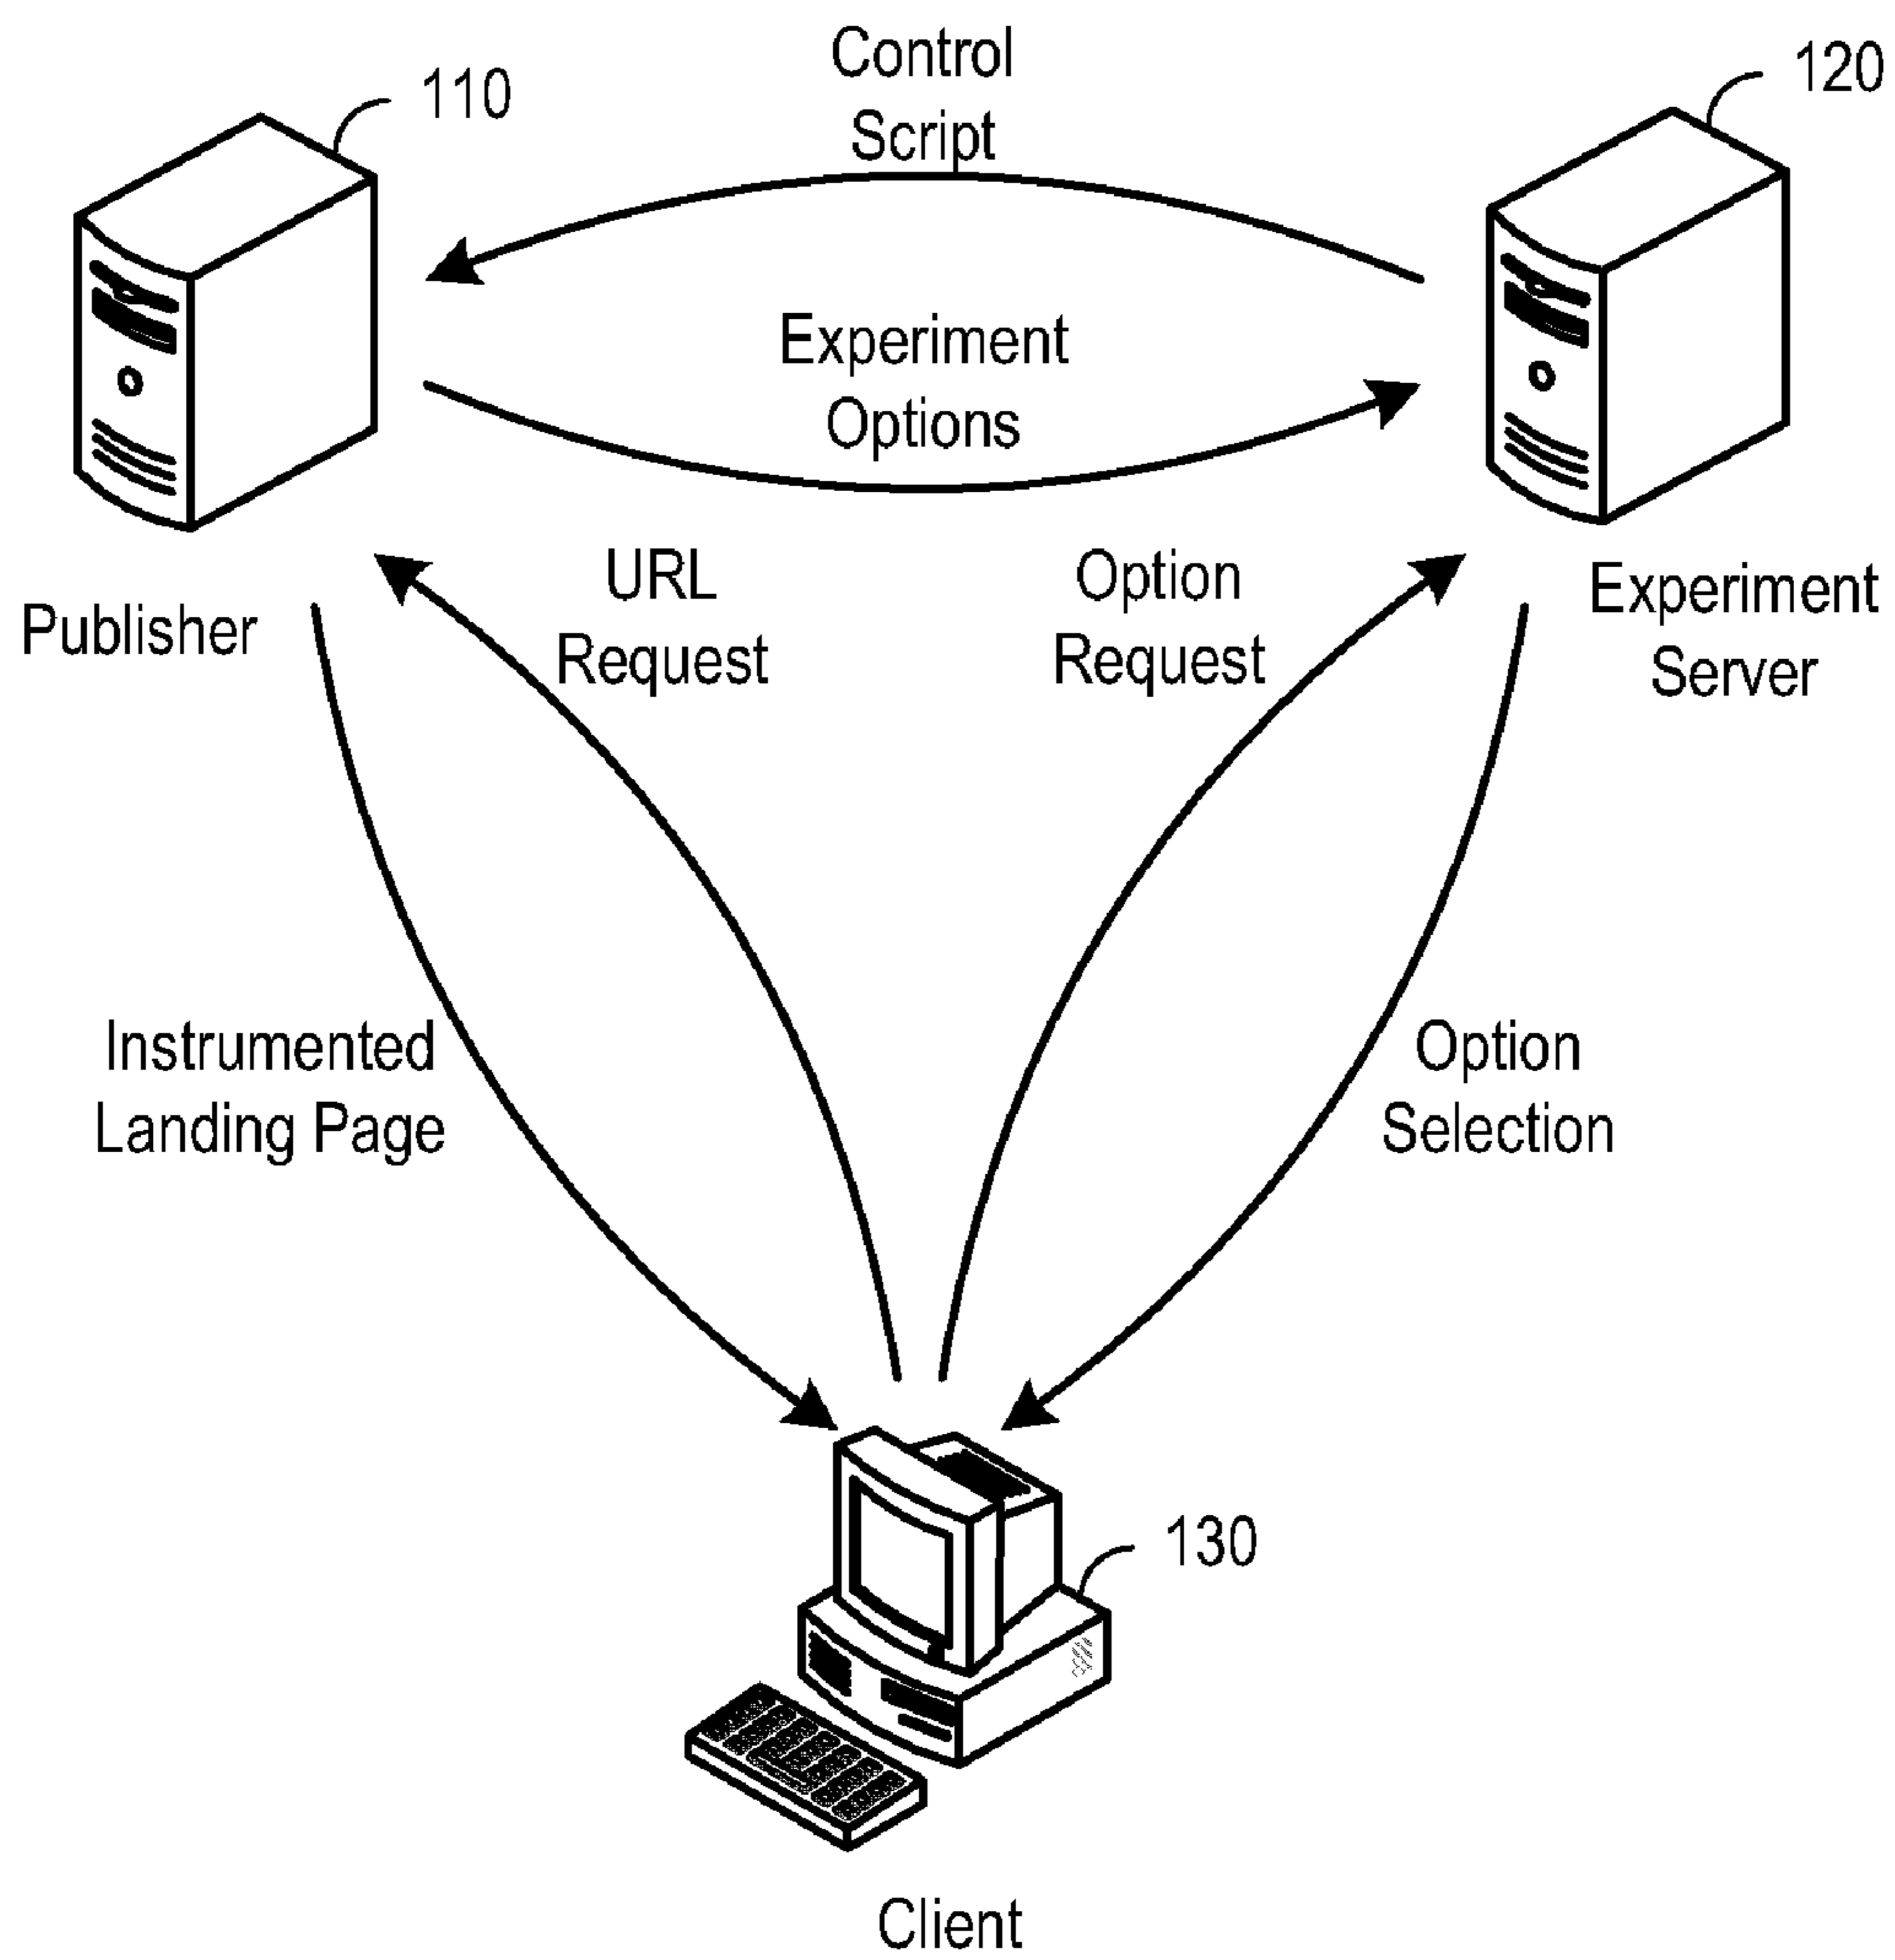 Control
Script
110
120
Experiment
Options
URL
Request
Option
Request
Publisher
Experiment
Server
Instrumented
Landing Page
Option
Selection
130
Client